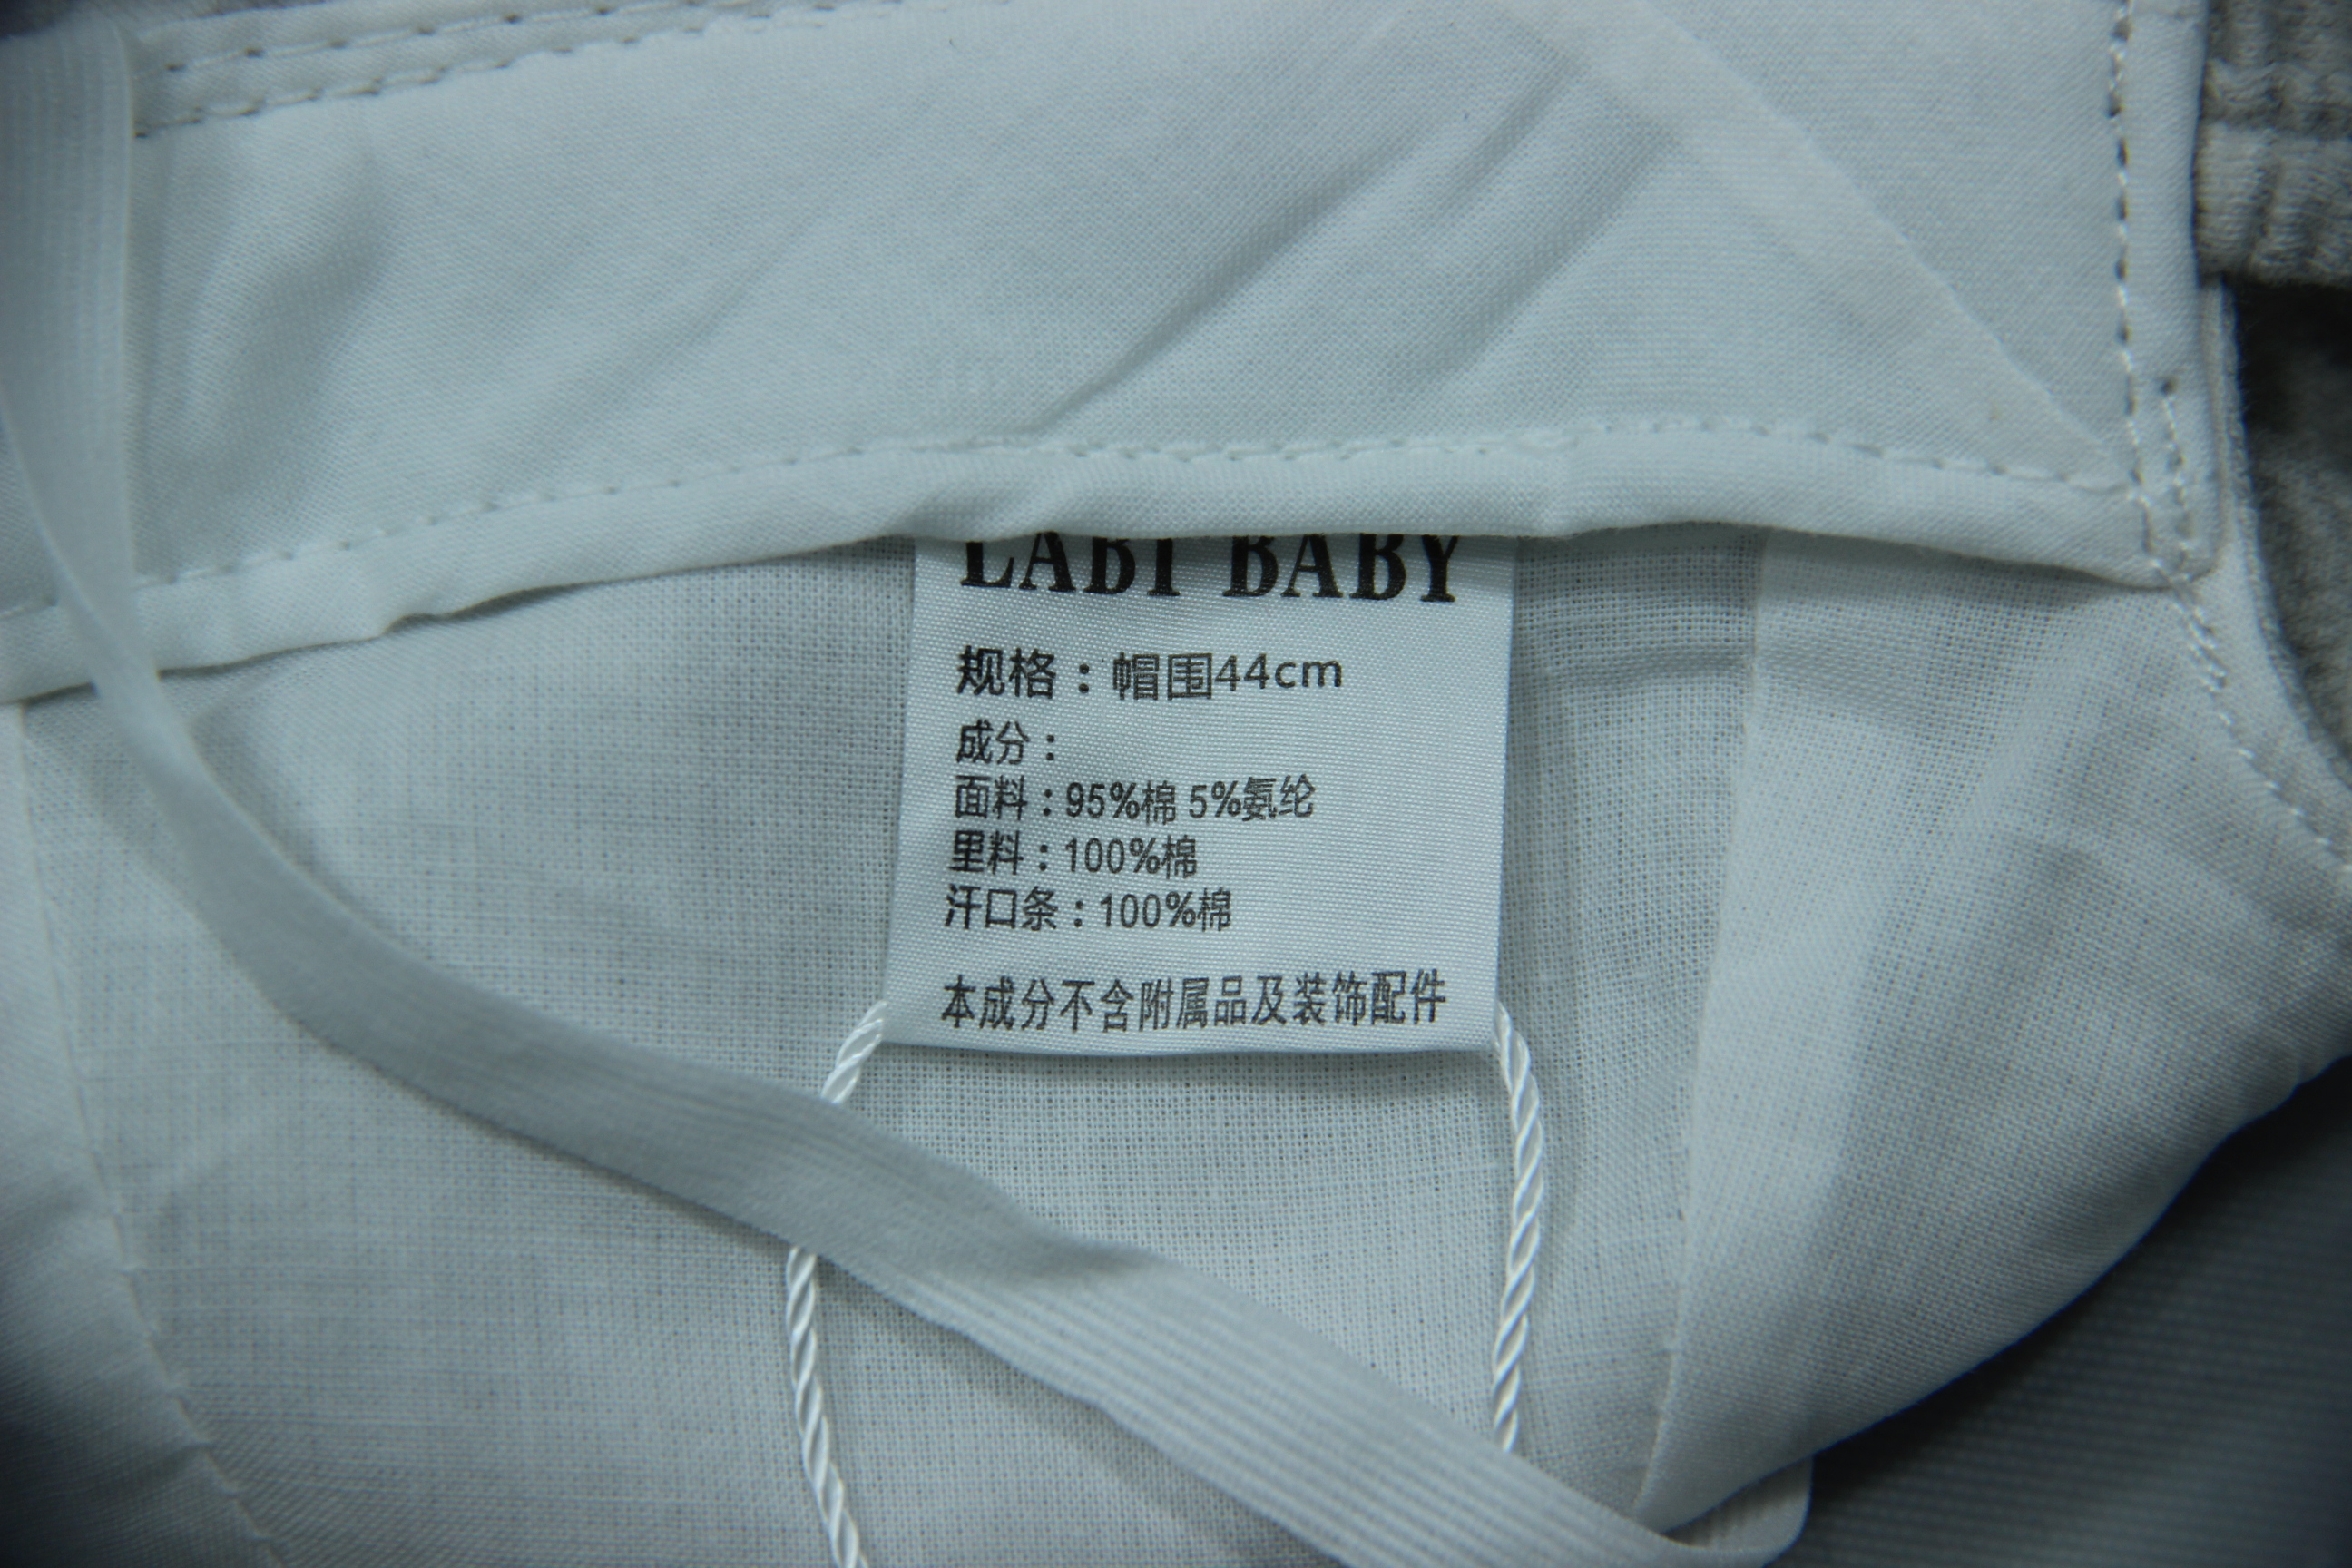 LABI BABY
规格：帽围44cm
成分：
面料：95%棉 5%氨纶
里料：100%棉
汗口条：100%棉
本成分不含附属品及装饰配件